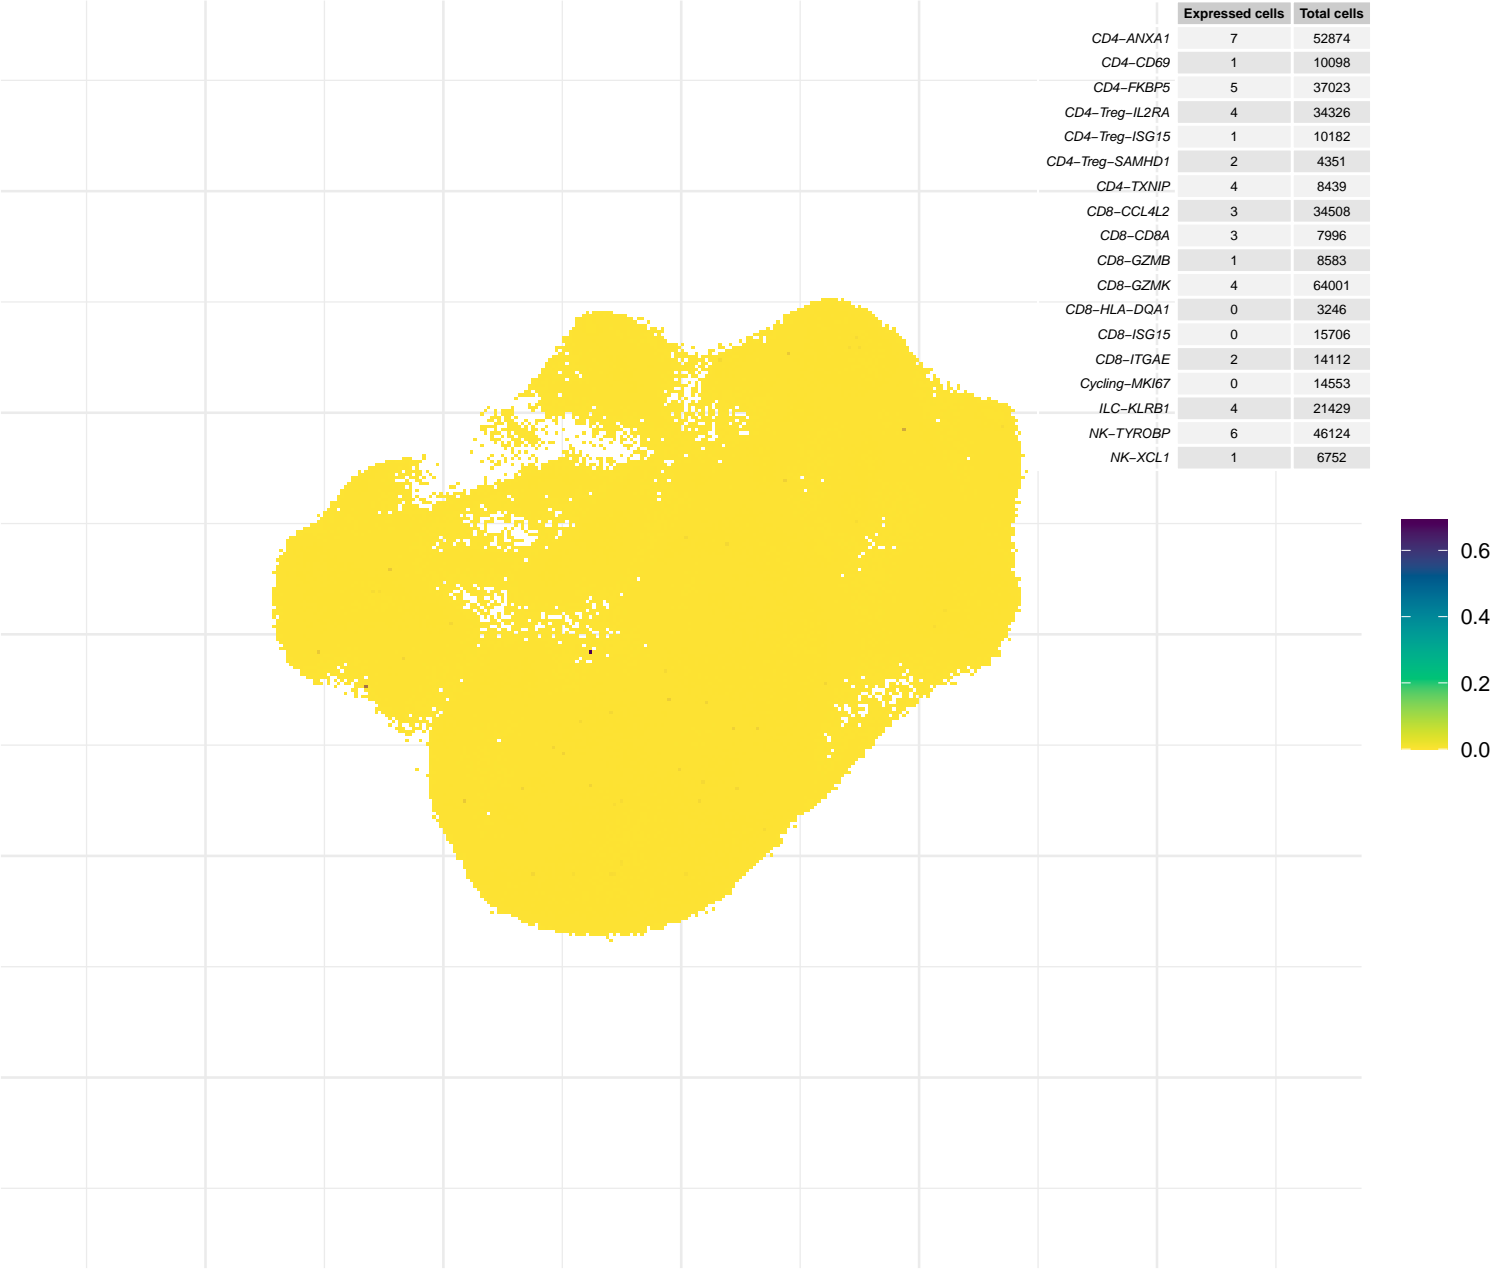 Expressed cells Total cells
CD4−ANXA1 7 52874
CD4−CD69 1 10098
CD4−FKBP5 5 37023
CD4−Treg−IL2RA 4 34326
CD4−Treg−ISG15 1 10182
CD4−Treg−SAMHD1 2 4351
CD4−TXNIP 4 8439
CD8−CCL4L2 3 34508
CD8−CD8A 3 7996
CD8−GZMB 1 8583
CD8−GZMK 4 64001
CD8−HLA−DQA1 0 3246
CD8−ISG15 0 15706
CD8−ITGAE 2 14112
Cycling−MKI67 0 14553
ILC−KLRB1 4 21429
NK−TYROBP 6 46124
NK−XCL1 1 6752
0.6
0.4
0.2
0.0